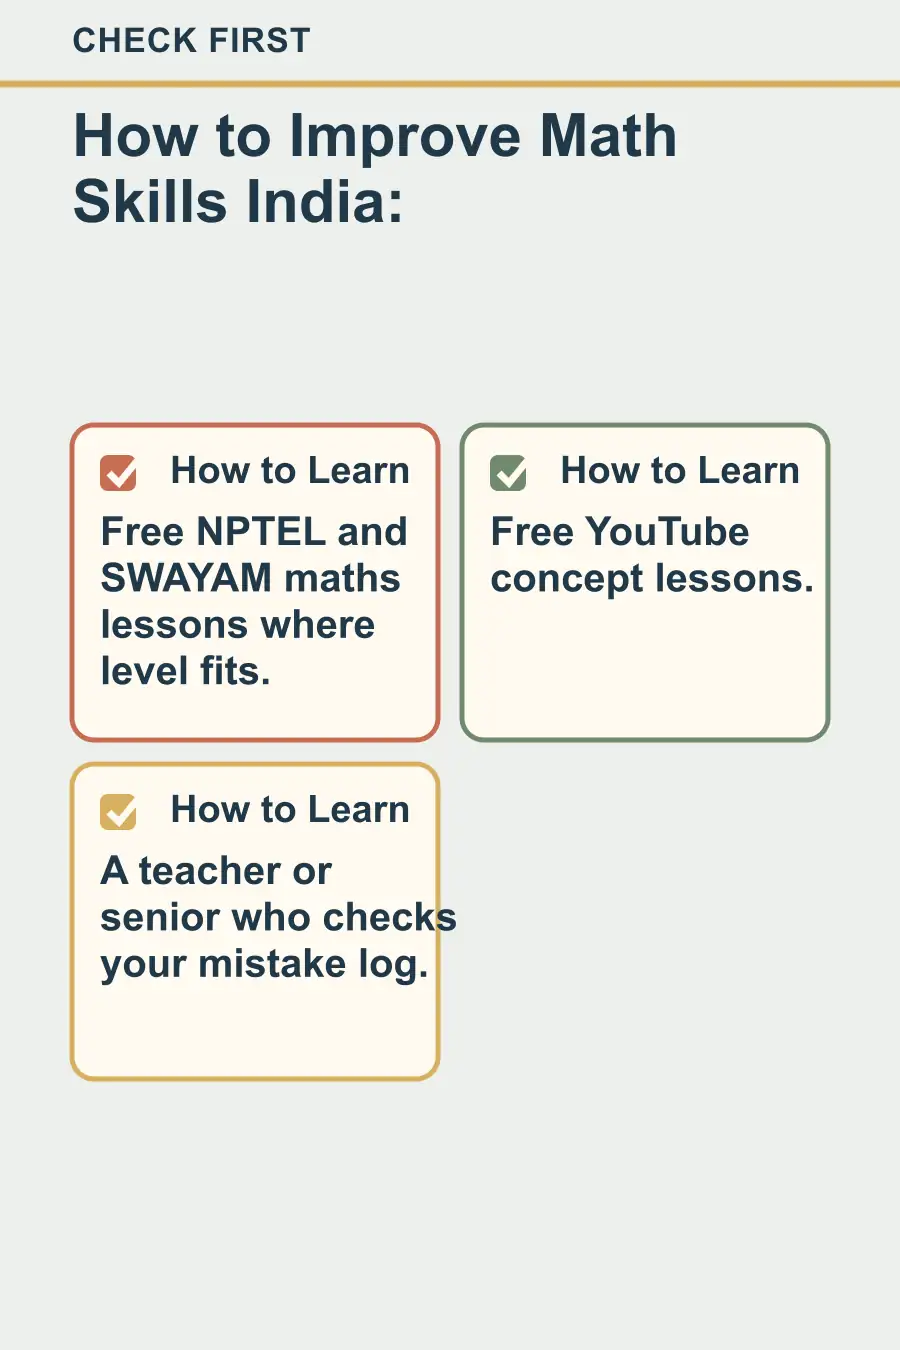 CHECK FIRST
How to Improve Math
Skills India:
How to Learn
Free NPTEL and
SWAYAM maths
lessons where
level fits.
How to Learn
Free YouTube
concept lessons.
How to Learn
A teacher or
senior who checks
your mistake log.